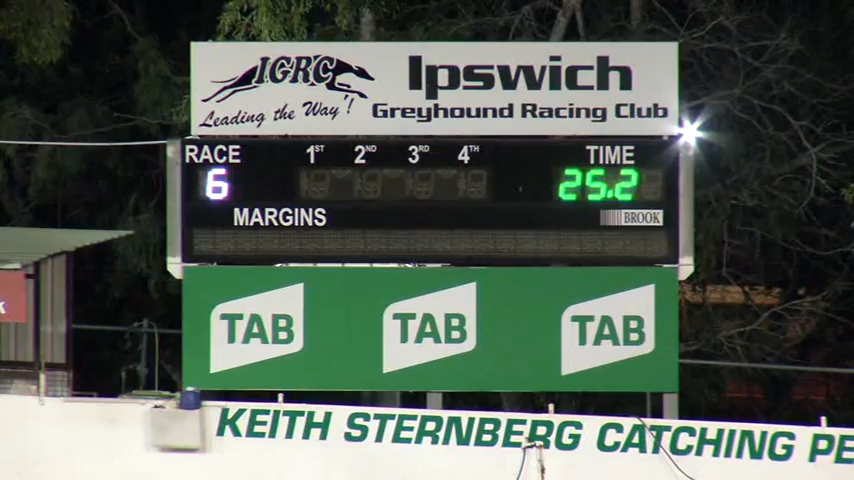 IGRC
Leading the Way'!
Ipswich
Greyhound Racing Club
RACE 1ST 2ND 3RD 4TH TIME
6 25.2
MARGINS BROOK
TAB TAB TAB
KEITH STERNBERG CATCHING PE